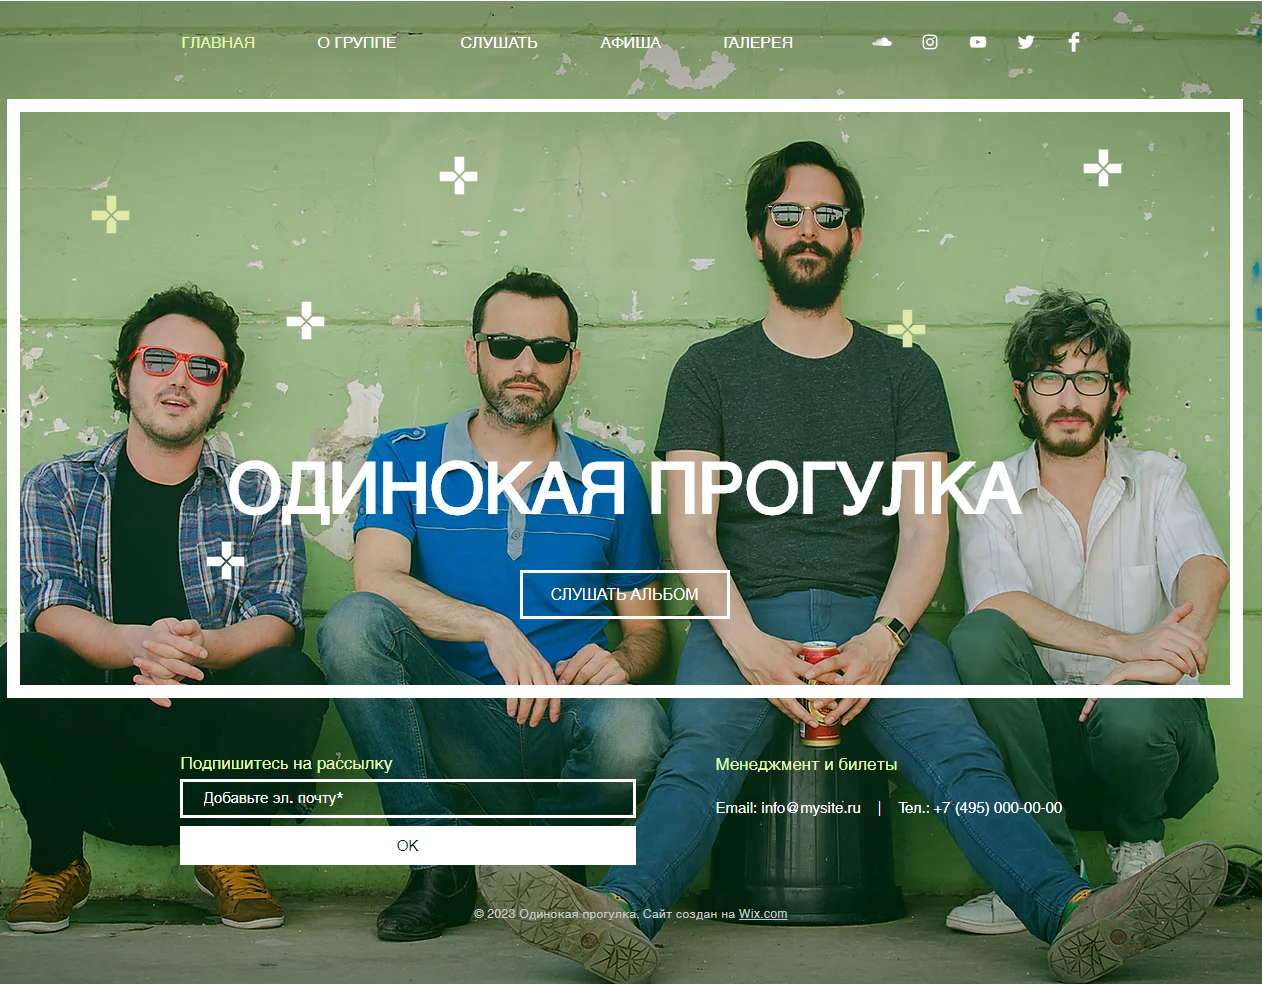 ГЛАВНАЯ О ГРУППЕ СЛУШАТЬ АФИША ГАЛЕРЕЯ
ОДИНОКАЯ ПРОГУЛКА
СЛУШАТЬ АЛЬБОМ
Подпишитесь на рассылку
Добавьте эл. почту*
OK
Менеджмент и билеты
Email: info@mysite.ru | Тел.: +7 (495) 000-00-00
© 2023 Одинокая прогулка. Сайт создан на Wix.com